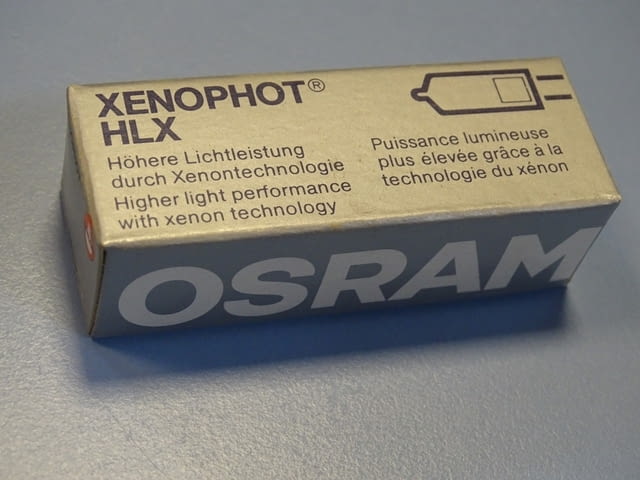 XENOPHOT®
HLX
Höhere Lichtleistung
durch Xenontechnologie
Higher light performance
with xenon technology
Puissance lumineuse
plus élevée grâce à la
technologie du xénon
OSRAM